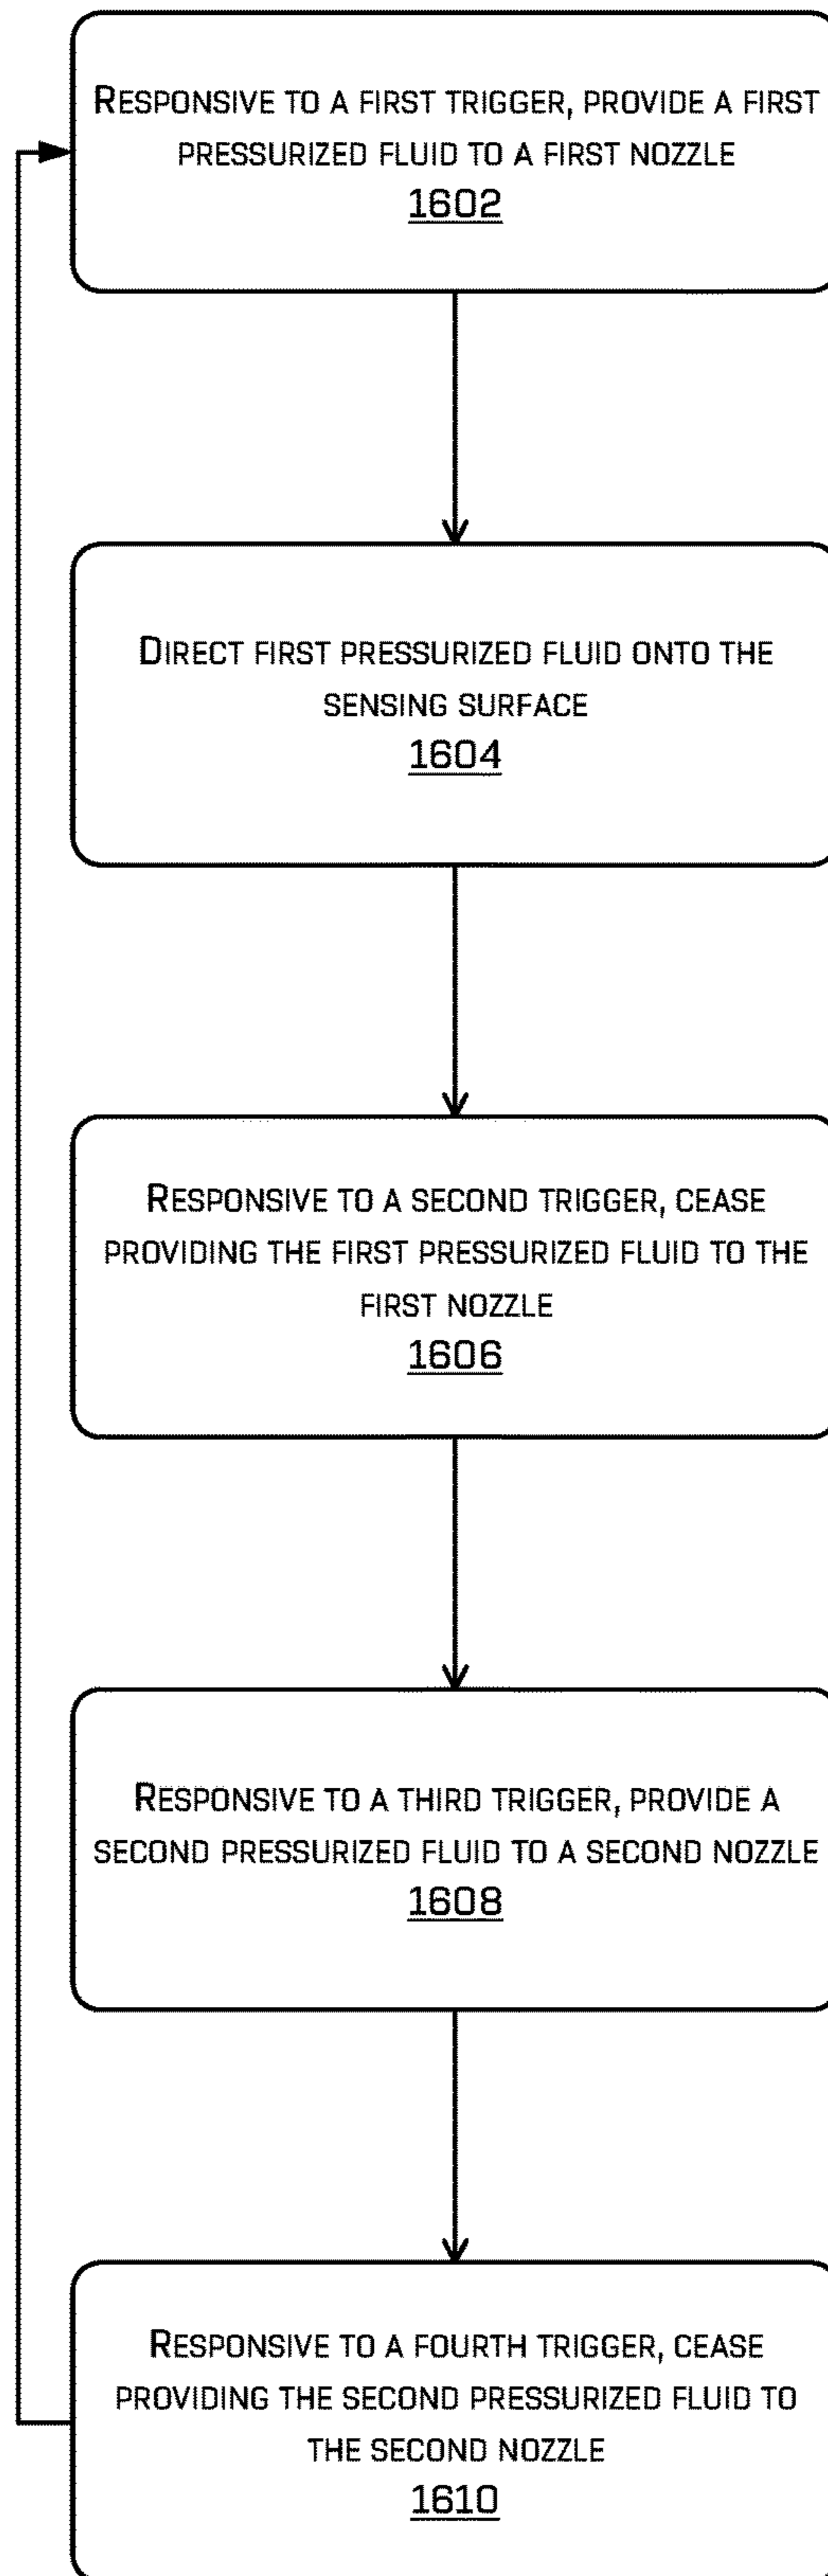 Responsive to a first trigger, provide a first
pressurized fluid to a first nozzle
1602
Direct first pressurized fluid onto the
sensing surface
1604
Responsive to a second trigger, cease
providing the first pressurized fluid to the
first nozzle
1606
Responsive to a third trigger, provide a
second pressurized fluid to a second nozzle
1608
Responsive to a fourth trigger, cease
providing the second pressurized fluid to
the second nozzle
1610